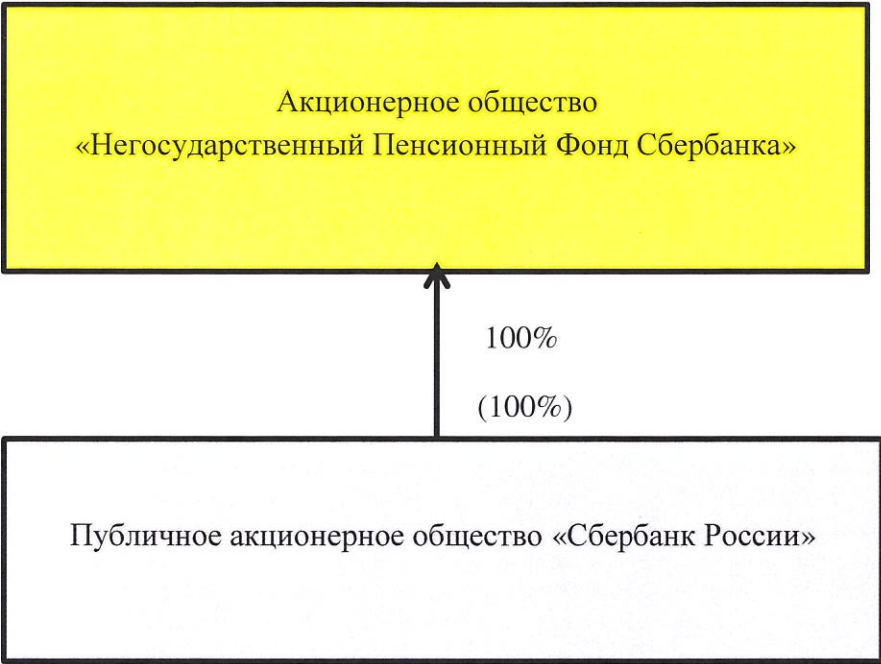 Акционерное общество
«Негосударственный Пенсионный Фонд Сбербанка»
100%
(100%)
Публичное акционерное общество «Сбербанк России»